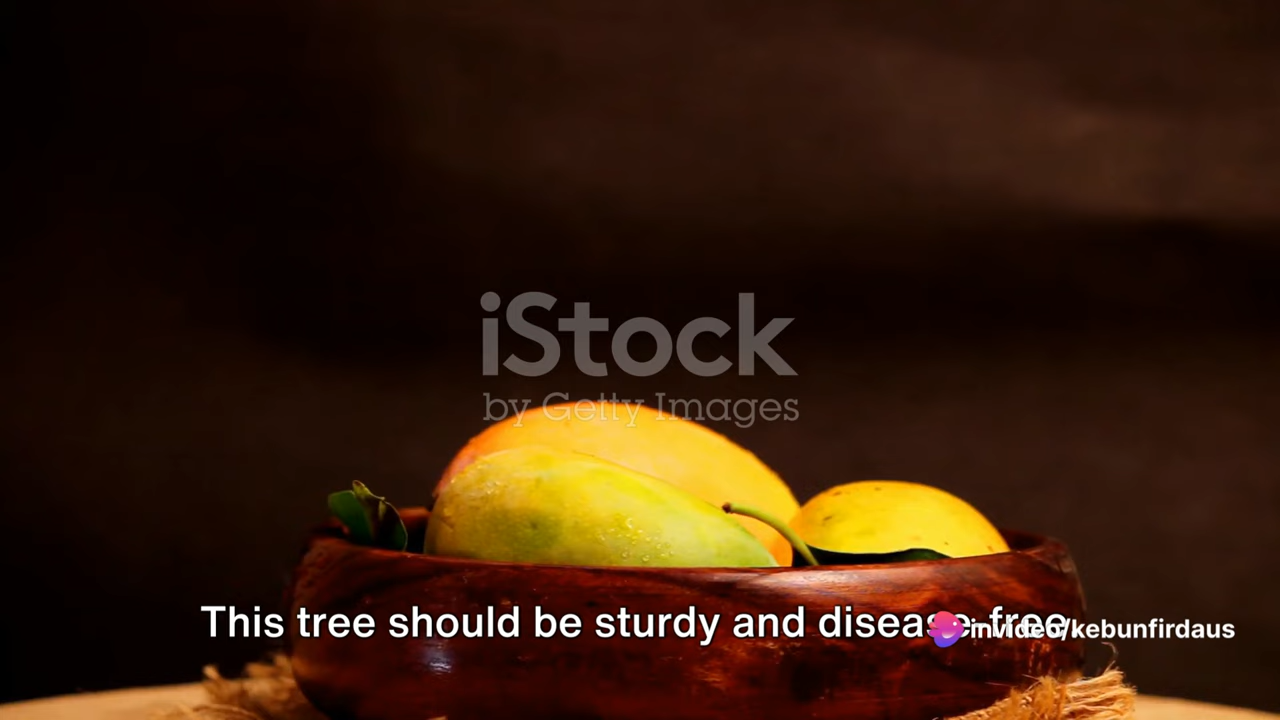 iStock
by Getty Images
This tree should be sturdy and disease-free
invideo/kebunfirdaus